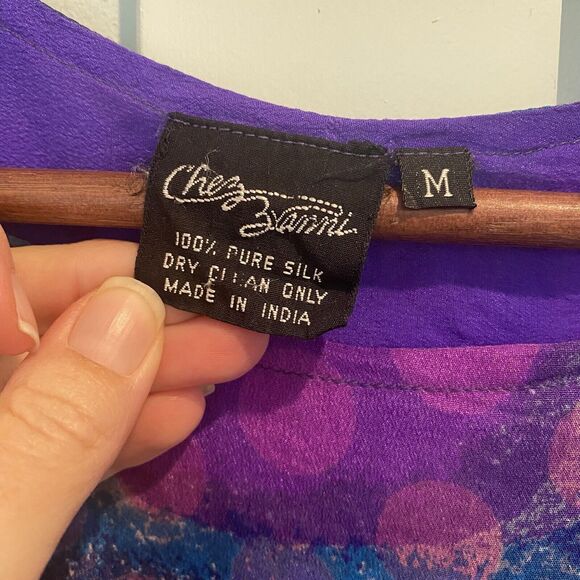 Chez
Zanni
M
100% PURE SILK
DRY CLEAN ONLY
MADE IN INDIA